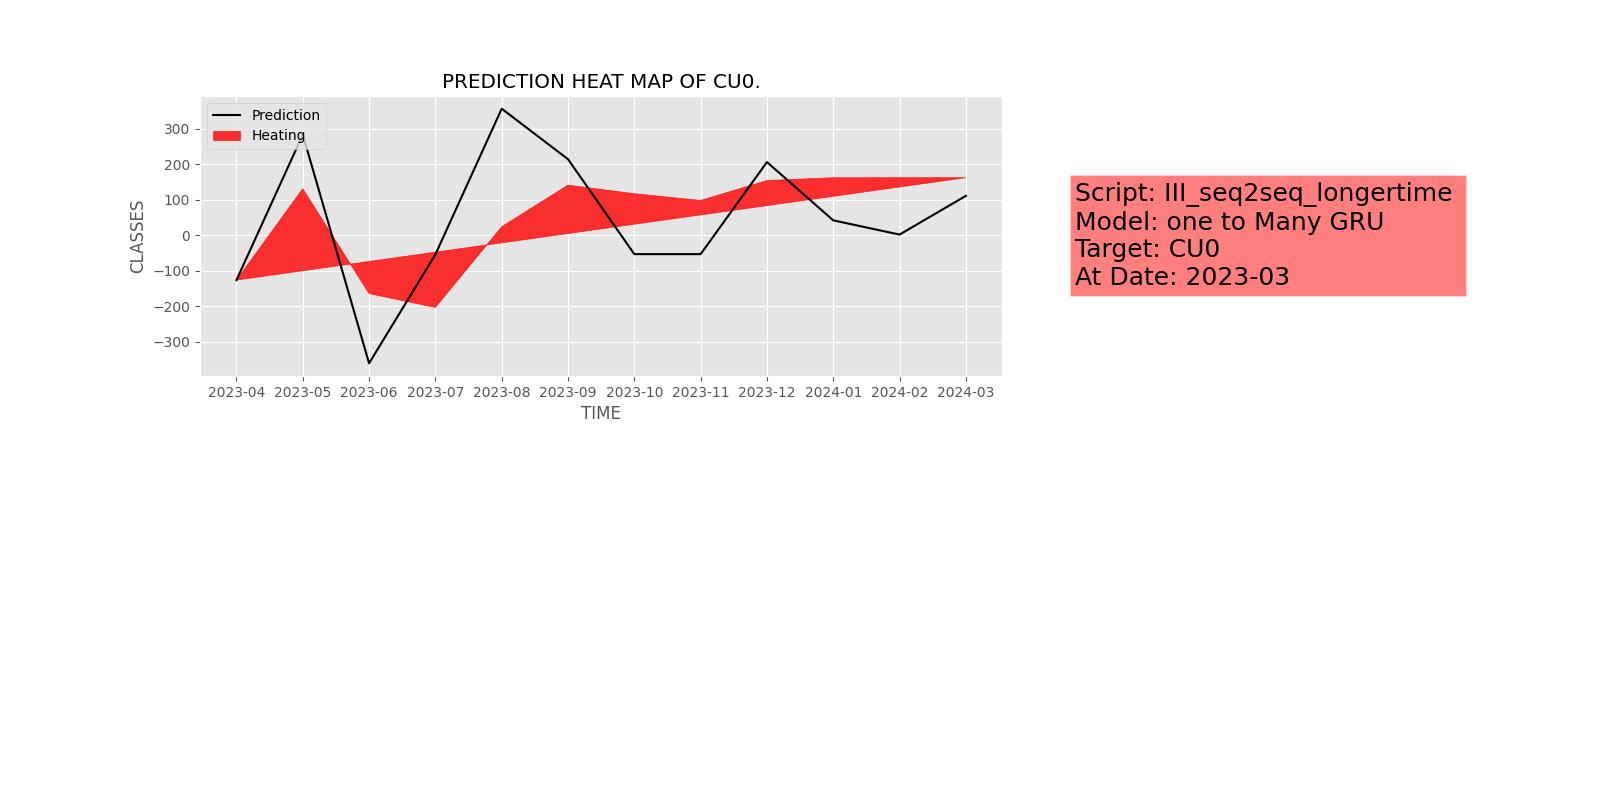 PREDICTION HEAT MAP OF CU0.
Prediction
Heating
300
200
100
0
−100
−200
−300
CLASSES
2023-04 2023-05 2023-06 2023-07 2023-08 2023-09 2023-10 2023-11 2023-12 2024-01 2024-02 2024-03
TIME
Script: III_seq2seq_longertime
Model: one to Many GRU
Target: CU0
At Date: 2023-03